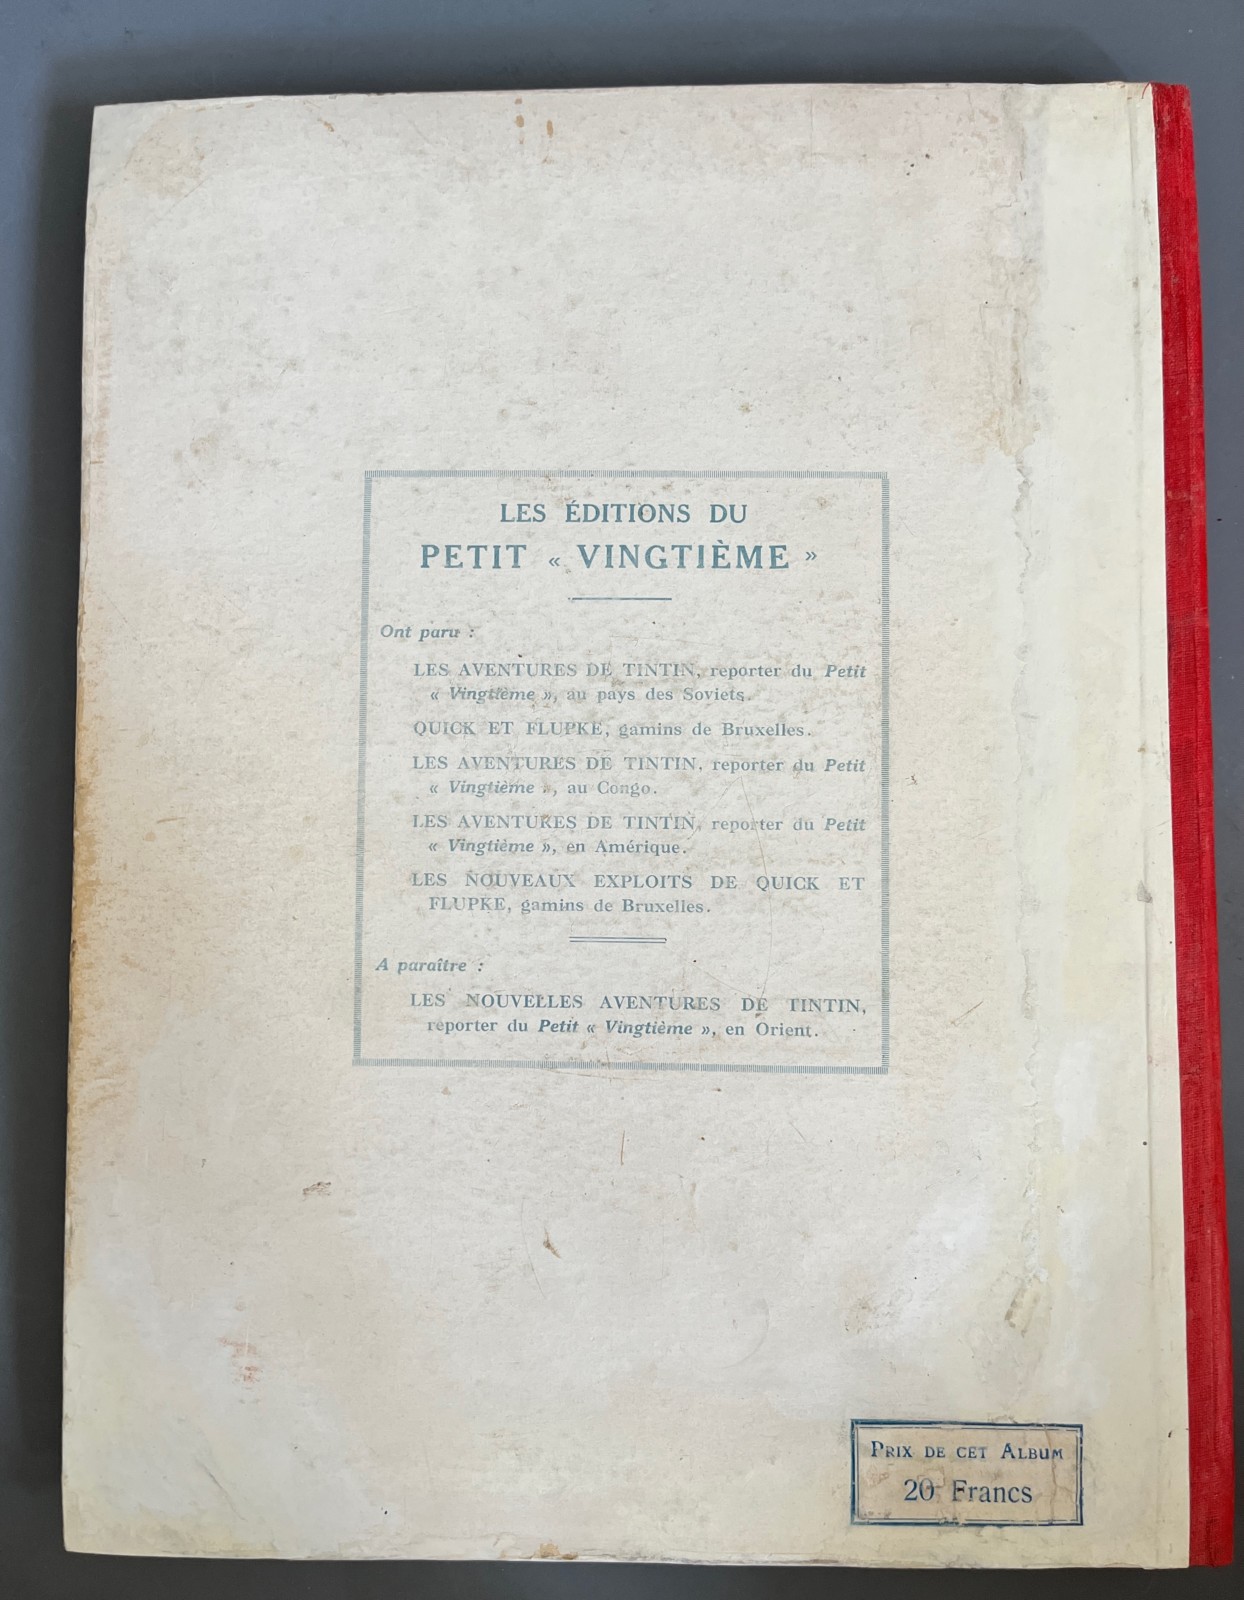 LES ÉDITIONS DU
PETIT « VINGTIÈME »
Ont paru :
LES AVENTURES DE TINTIN, reporter du Petit
« Vingtième », au pays des Soviets.
QUICK ET FLUPKE, gamins de Bruxelles.
LES AVENTURES DE TINTIN, reporter du Petit
« Vingtième », au Congo.
LES AVENTURES DE TINTIN, reporter du Petit
« Vingtième », en Amérique.
LES NOUVEAUX EXPLOITS DE QUICK ET
FLUPKE, gamins de Bruxelles.
A paraître :
LES NOUVELLES AVENTURES DE TINTIN,
reporter du Petit « Vingtième », en Orient.
PRIX DE CET ALBUM
20 Francs